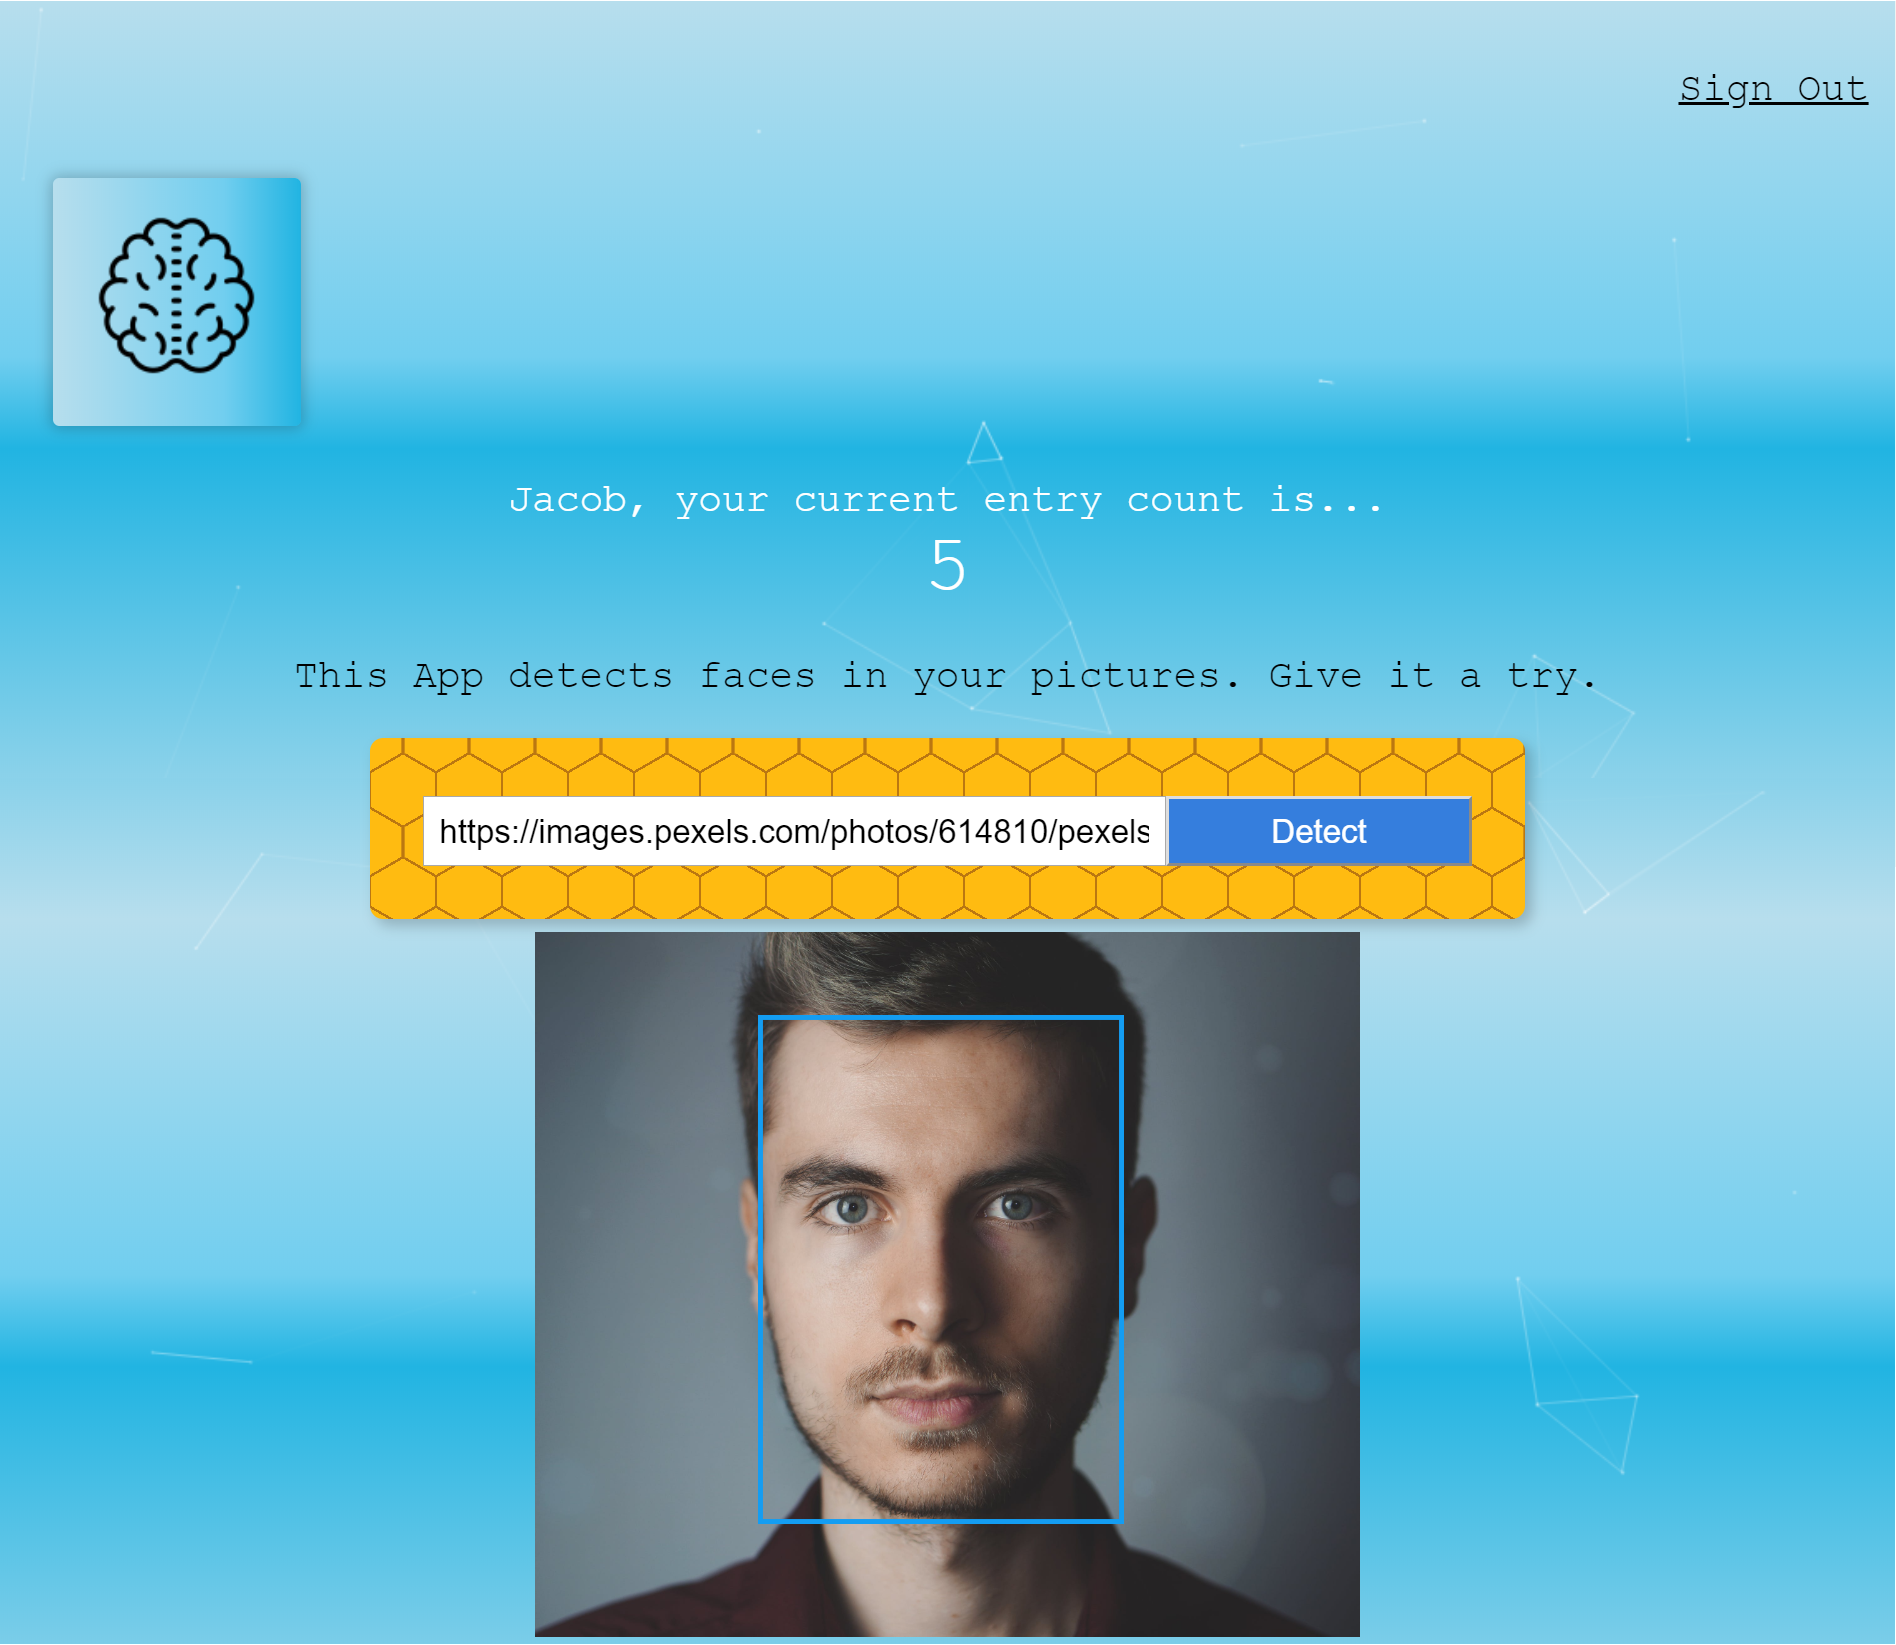 Sign Out
Jacob, your current entry count is...
5
This App detects faces in your pictures. Give it a try.
https://images.pexels.com/photos/614810/pexels
Detect